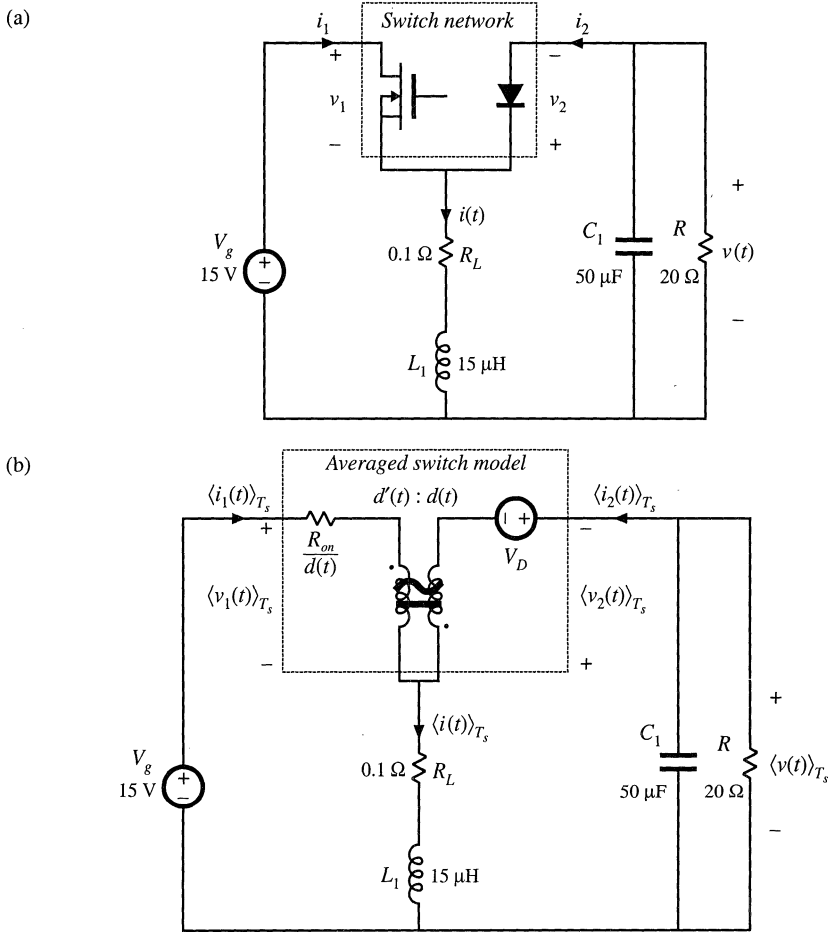 (a)
Switch network
i1
i2
+
−
v1
v2
−
+
i(t)
+
Vg
15 V
+
−
0.1 Ω
RL
C1
50 μF
R
20 Ω
v(t)
−
L1
15 μH
(b)
Averaged switch model
⟨i1(t)⟩Ts
d′(t) : d(t)
⟨i2(t)⟩Ts
+
Ron
d(t)
− +
VD
−
⟨v1(t)⟩Ts
⟨v2(t)⟩Ts
−
+
⟨i(t)⟩Ts
+
Vg
15 V
+
−
0.1 Ω
RL
C1
50 μF
R
20 Ω
⟨v(t)⟩Ts
−
L1
15 μH